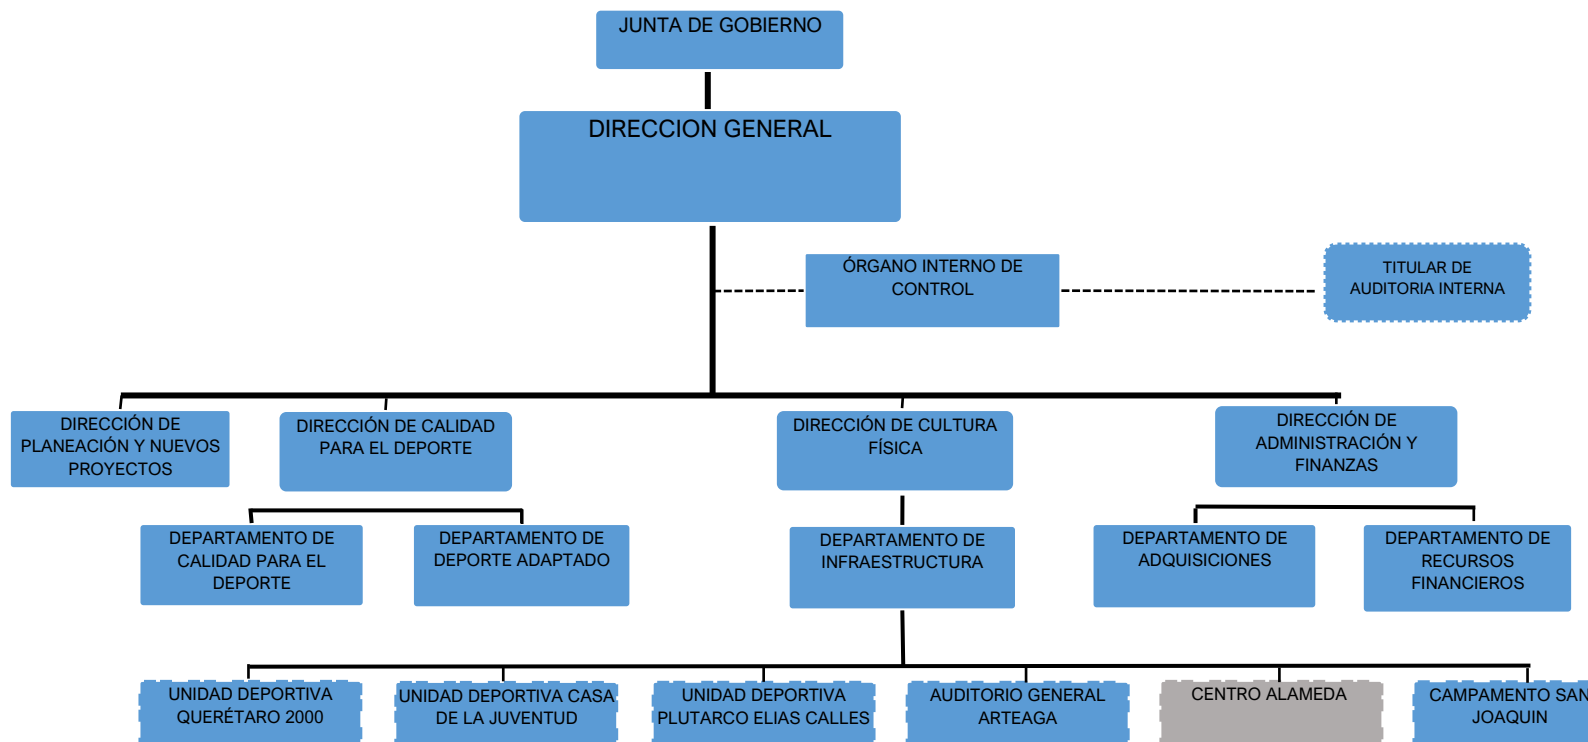 JUNTA DE GOBIERNO
DIRECCION GENERAL
ÓRGANO INTERNO DE
CONTROL
TITULAR DE
AUDITORIA INTERNA
DIRECCIÓN DE
PLANEACIÓN Y NUEVOS
PROYECTOS
DIRECCIÓN DE CALIDAD
PARA EL DEPORTE
DIRECCIÓN DE CULTURA
FÍSICA
DIRECCIÓN DE
ADMINISTRACIÓN Y
FINANZAS
DEPARTAMENTO DE
CALIDAD PARA EL
DEPORTE
DEPARTAMENTO DE
DEPORTE ADAPTADO
DEPARTAMENTO DE
INFRAESTRUCTURA
DEPARTAMENTO DE
ADQUISICIONES
DEPARTAMENTO DE
RECURSOS
FINANCIEROS
UNIDAD DEPORTIVA
QUERÉTARO 2000
UNIDAD DEPORTIVA CASA
DE LA JUVENTUD
UNIDAD DEPORTIVA
PLUTARCO ELIAS CALLES
AUDITORIO GENERAL
ARTEAGA
CENTRO ALAMEDA
CAMPAMENTO SAN
JOAQUIN